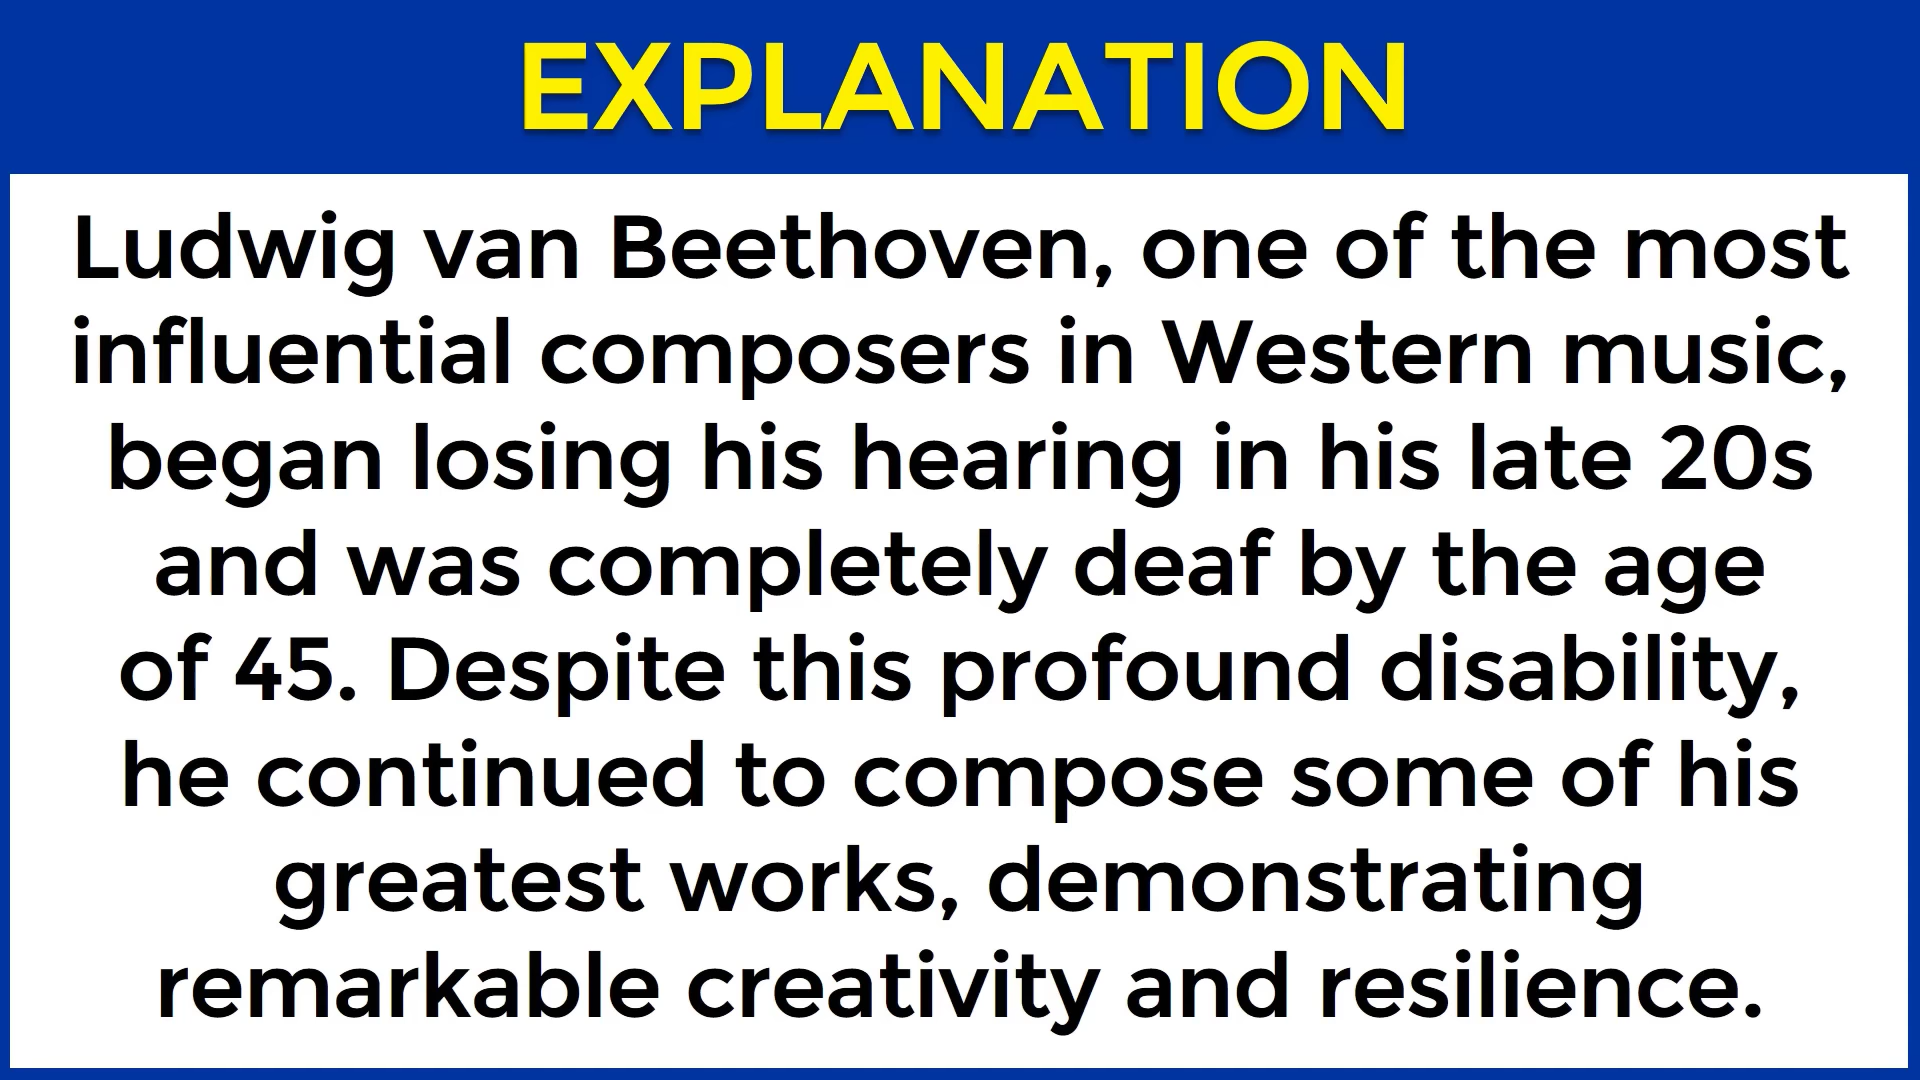 EXPLANATION
Ludwig van Beethoven, one of the most
influential composers in Western music,
began losing his hearing in his late 20s
and was completely deaf by the age
of 45. Despite this profound disability,
he continued to compose some of his
greatest works, demonstrating
remarkable creativity and resilience.